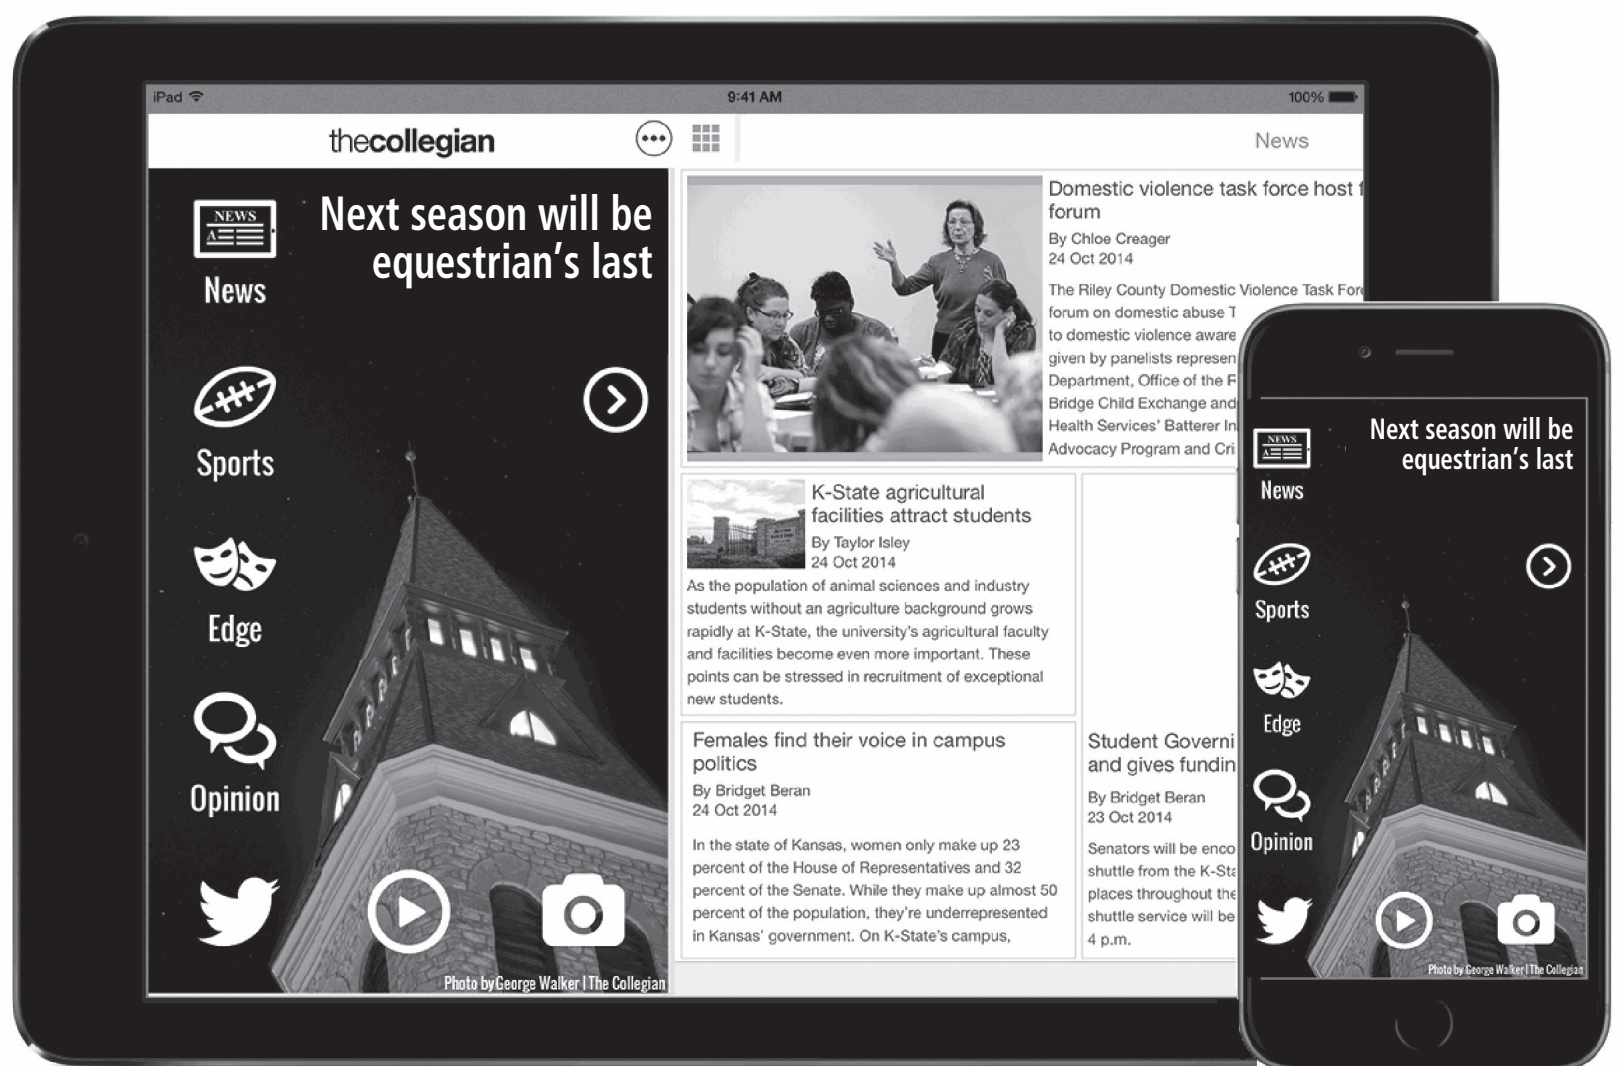 iPad
9:41 AM
100%
thecollegian
News
NEWS
A
News
Sports
Edge
Opinion
Next season will be
equestrian's last
Photo by George Walker | The Collegian
Domestic violence task force host
forum
By Chloe Creager
24 Oct 2014
The Riley County Domestic Violence Task
forum on domestic abuse
to domestic violence
given by panelists
Department, Office of the
Bridge Child Exchange and
Health Services' Batterer
Advocacy Program and
K-State agricultural
facilities attract students
By Taylor Isley
24 Oct 2014
As the population of animal sciences and industry
students without an agriculture background grows
rapidly at K-State, the university's agricultural faculty
and facilities become even more important. These
points can be stressed in recruitment of exceptional
new students.
Females find their voice in campus
politics
By Bridget Beran
24 Oct 2014
In the state of Kansas, women only make up 23
percent of the House of Representatives and 32
percent of the Senate. While they make up almost 50
percent of the population, they're underrepresented
in Kansas' government. On K-State's campus,
Student
and gives
By Bridget Beran
23 Oct 2014
Senators will be
shuttle from the
places throughout the
shuttle service will be
4 p.m.
NEWS
A
News
Sports
Edge
Opinion
Next season will be
equestrian's last
Photo by George Walker | The Collegian